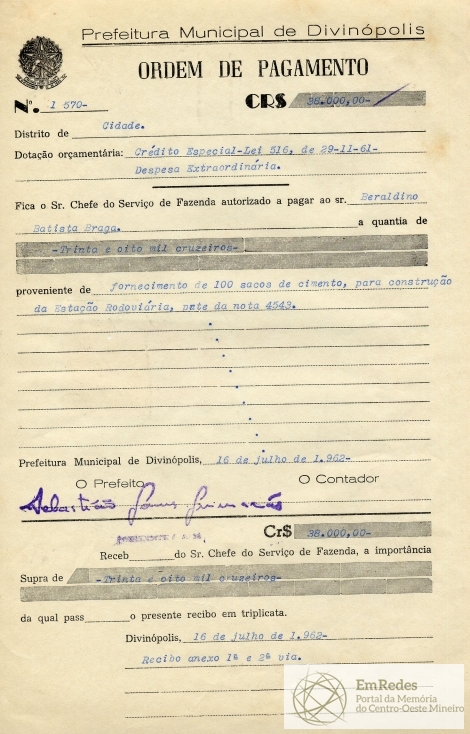 Prefeitura Municipal de Divinópolis
ORDEM DE PAGAMENTO
N.º 1 570- CR$ 38.000,00-
Distrito de Cidade.
Dotação orçamentária: Crédito Especial-Lei 516, de 29-11-61-
Despesa Extraordinária.
Fica o Sr. Chefe do Serviço de Fazenda autorizado a pagar ao sr. Beraldino
Batista Braga. a quantia de
-Trinta e oito mil cruzeiros-
proveniente de fornecimento de 100 sacos de cimento, para construção
da Estação Rodoviária, nste da nota 4543.
Prefeitura Municipal de Divinópolis, 16 de julho de 1.962-
O Prefeito O Contador
Sebastião Gomes Guimarães
Cr$ 38.000,00-
Receb do Sr. Chefe do Serviço de Fazenda, a importância
Supra de -Trinta e oito mil cruzeiros-
da qual pass o presente recibo em triplicata.
Divinópolis, 16 de julho de 1.962-
Recibo anexo 1ª e 2ª via.
EmRedes
Portal da Memória
do Centro-Oeste Mineiro